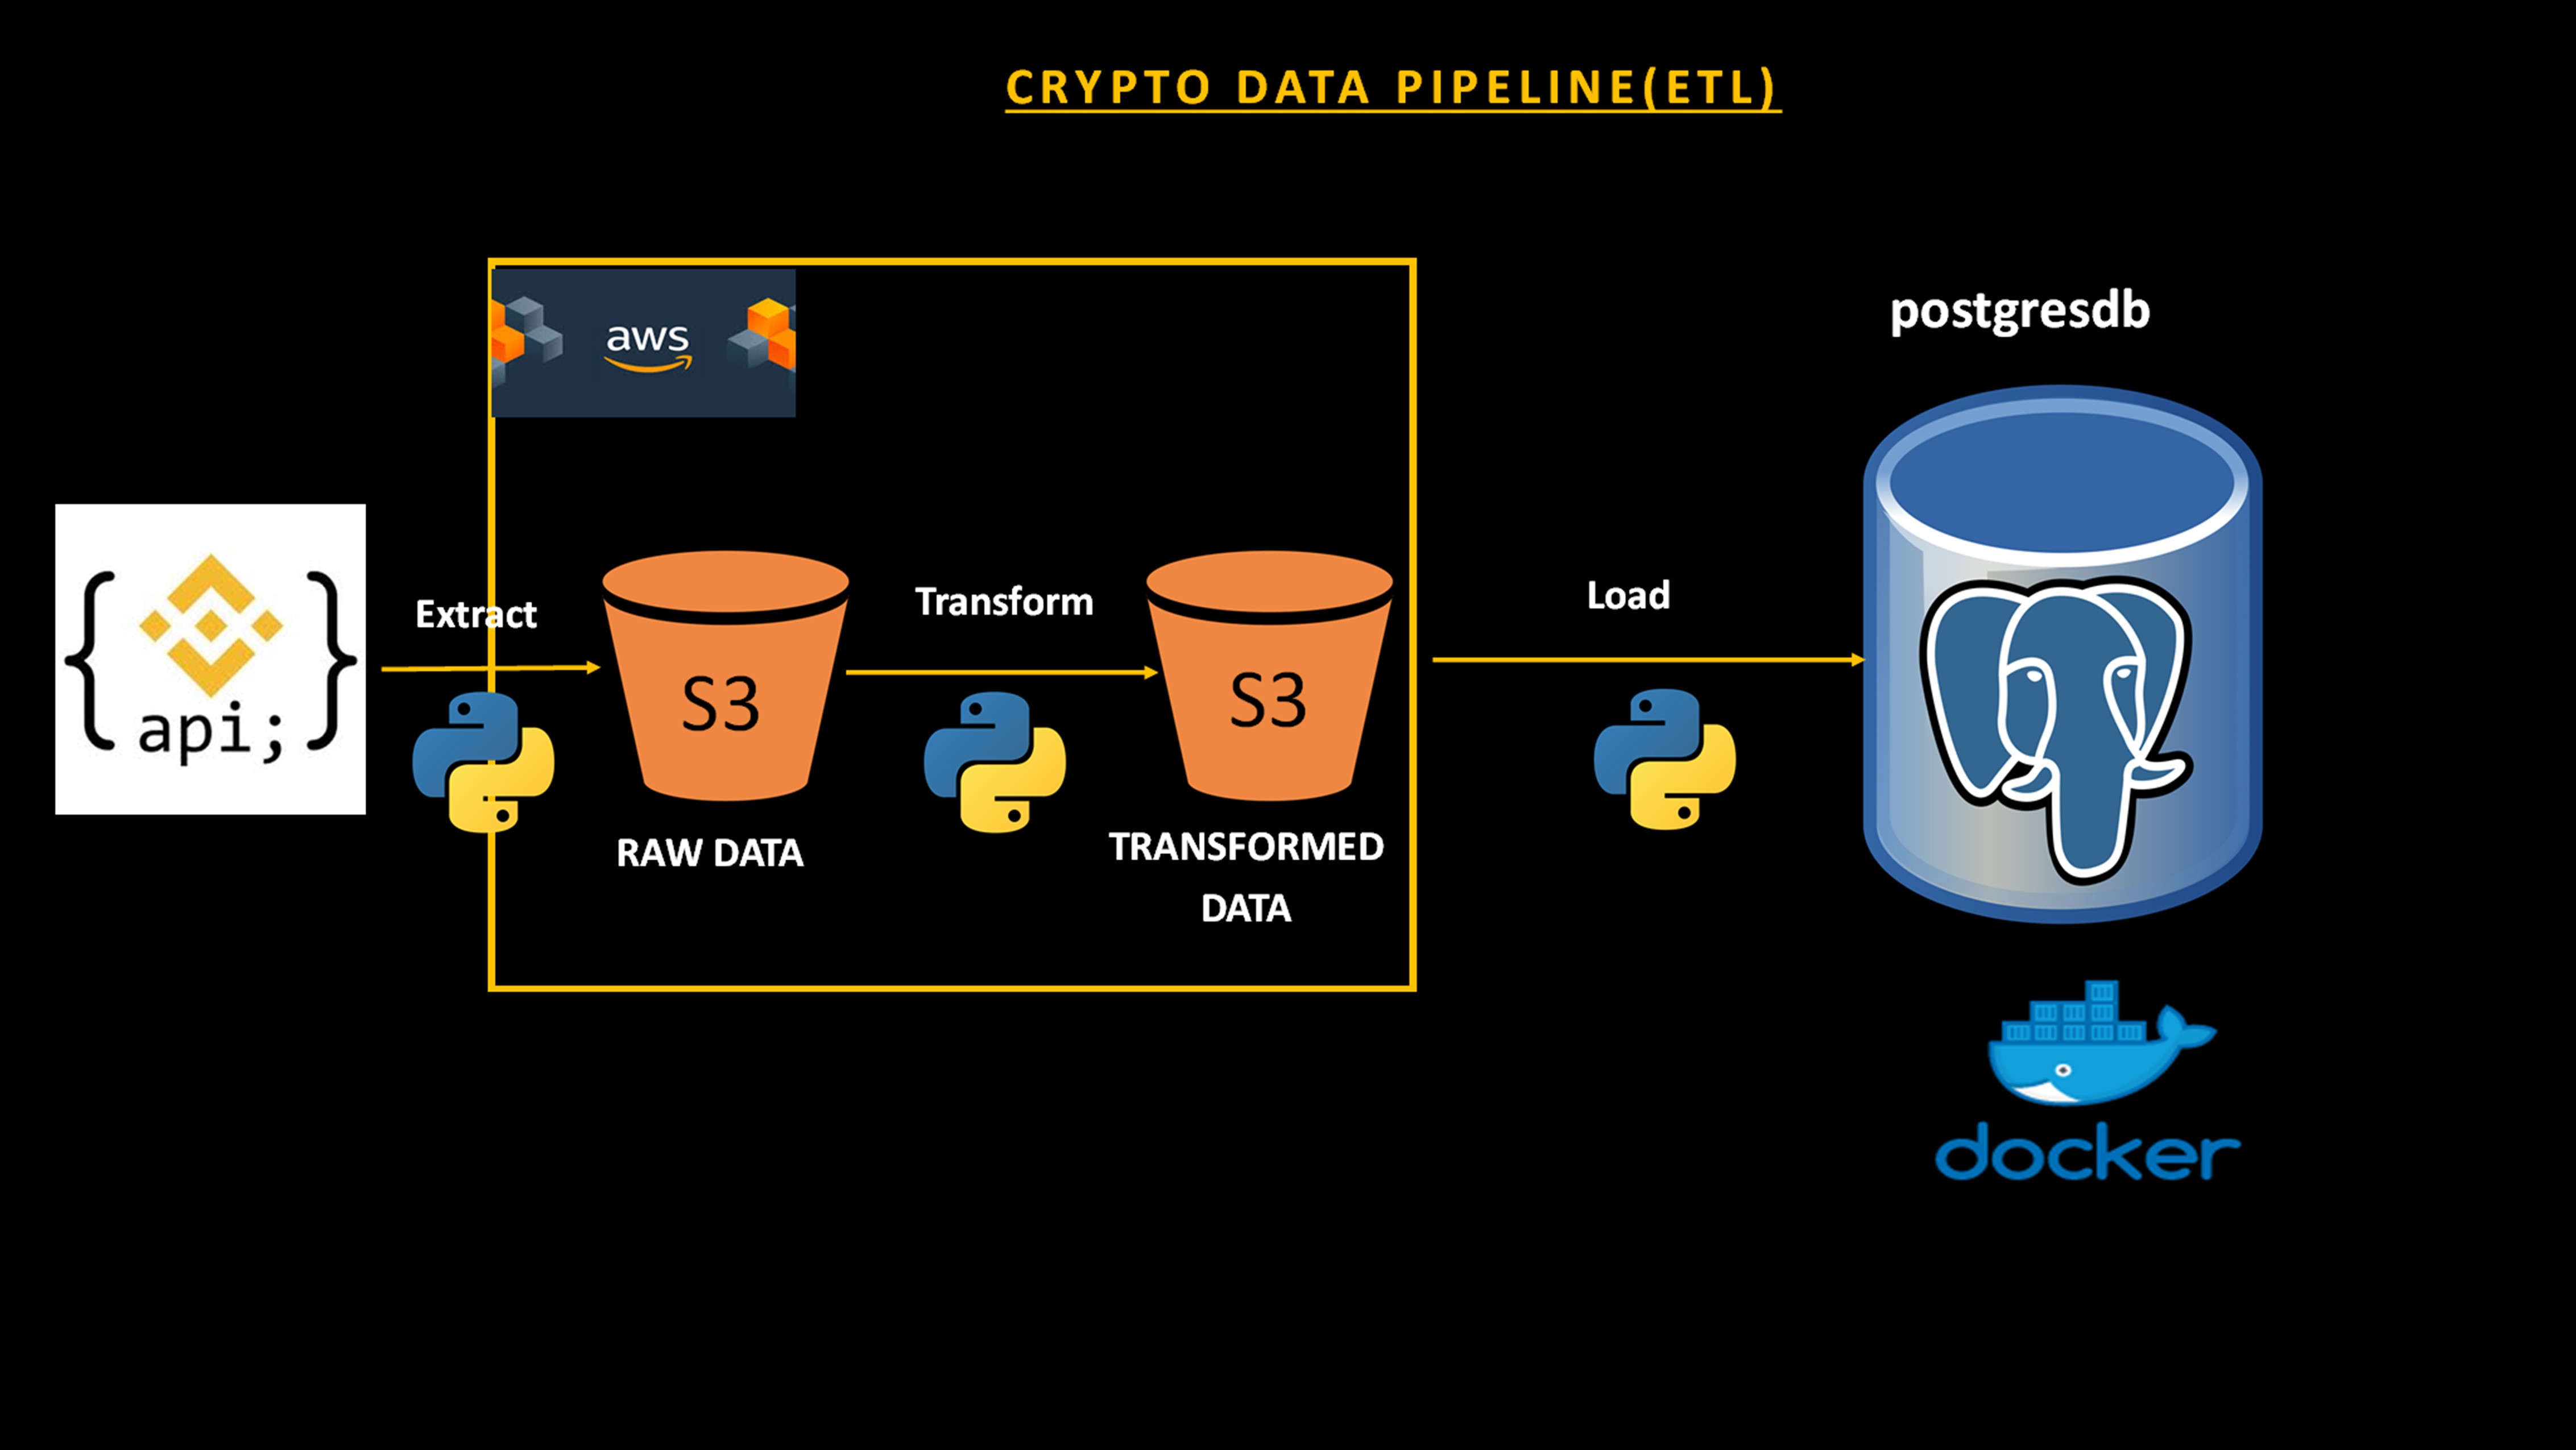 CRYPTO DATA PIPELINE(ETL)
aws
postgresdb
{ api; }
Extract
Transform
Load
S3
S3
RAW DATA
TRANSFORMED
DATA
docker